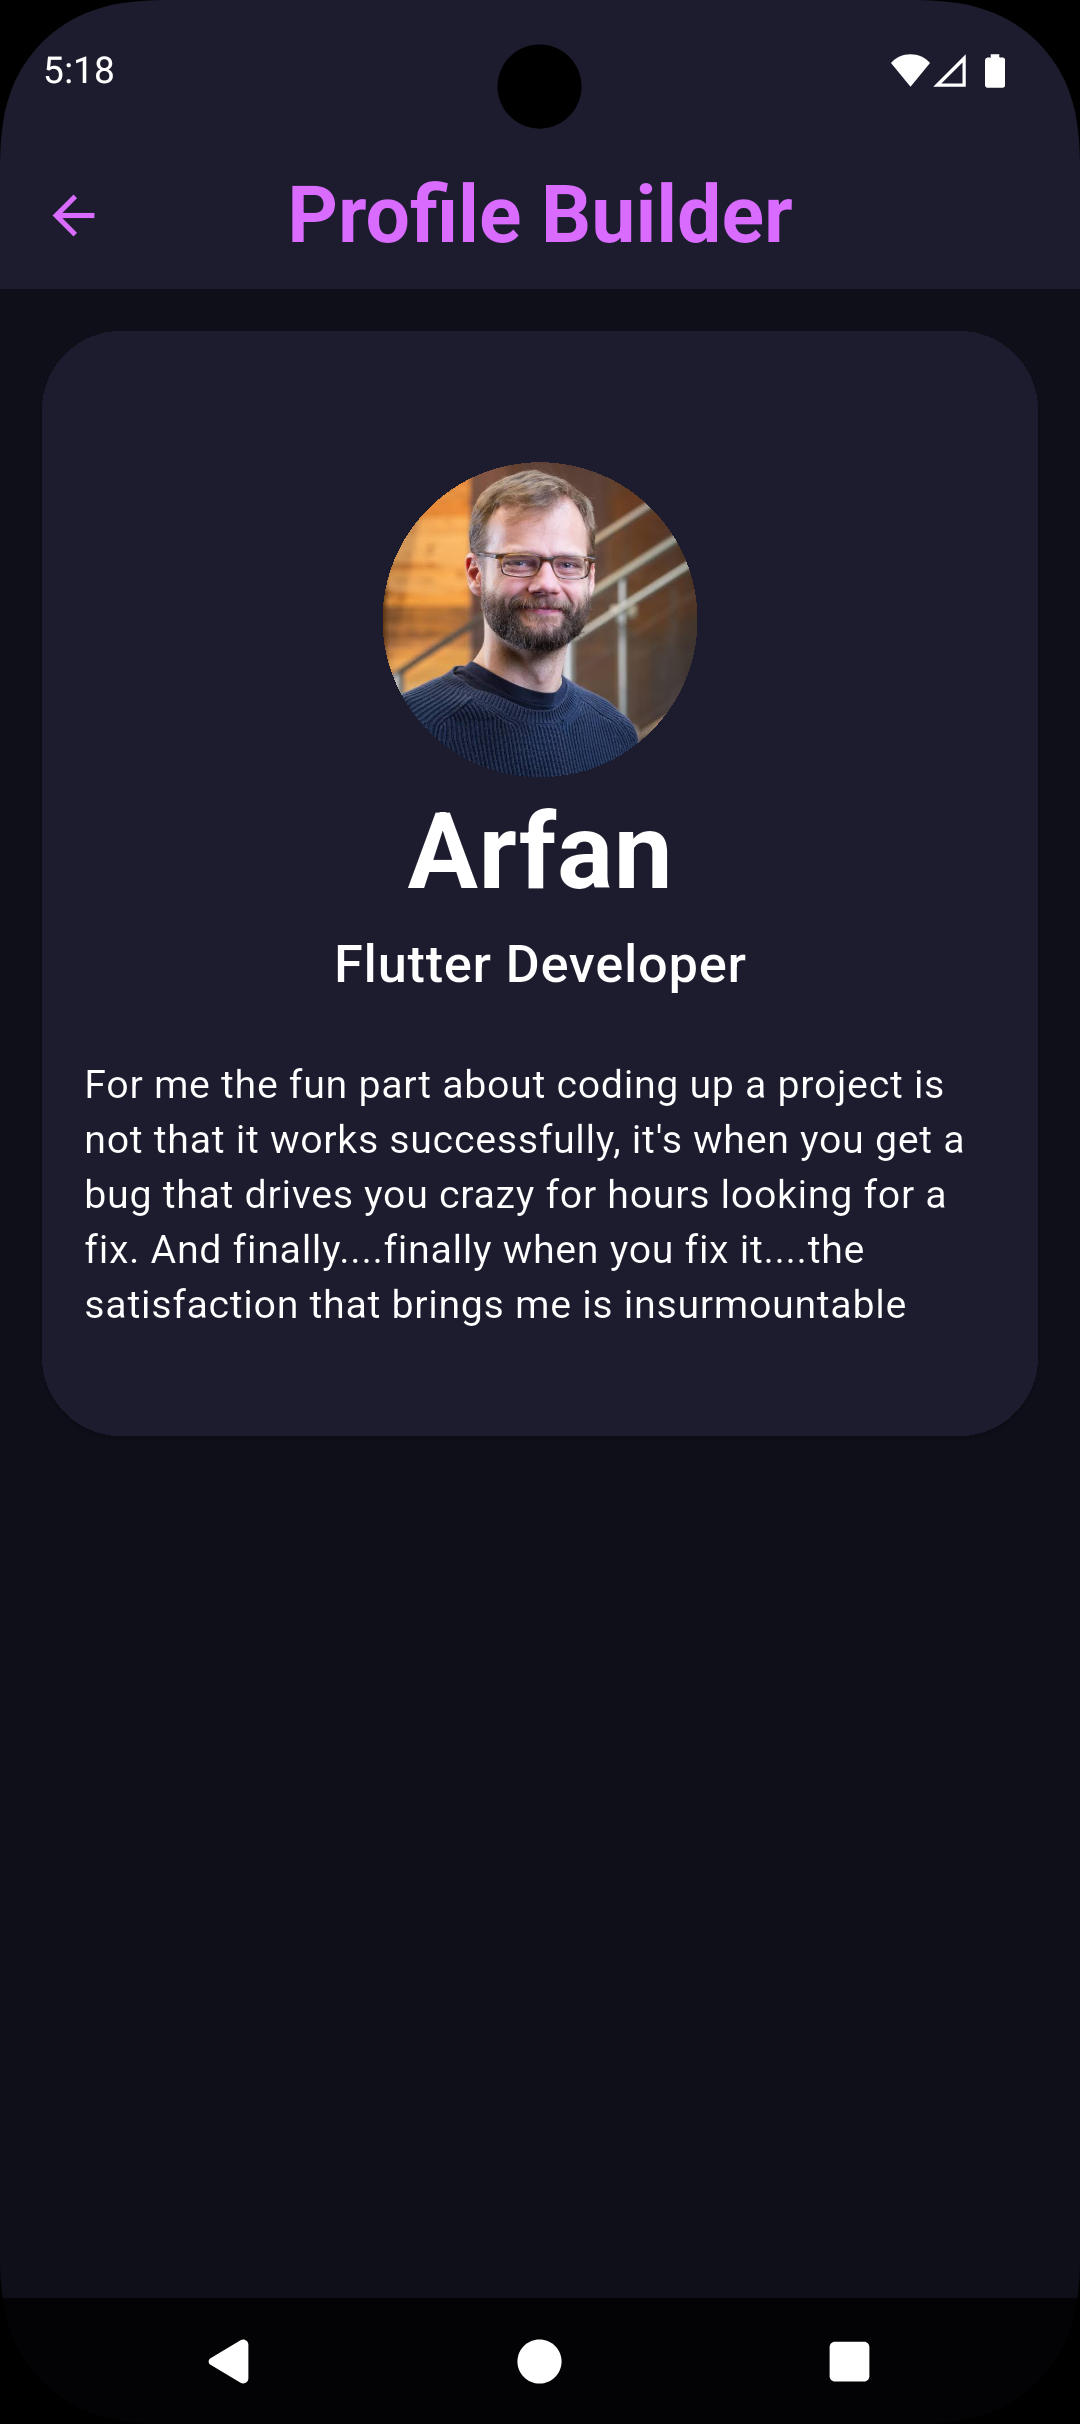 5:18
Profile Builder
Arfan
Flutter Developer
For me the fun part about coding up a project is
not that it works successfully, it's when you get a
bug that drives you crazy for hours looking for a
fix. And finally....finally when you fix it....the
satisfaction that brings me is insurmountable